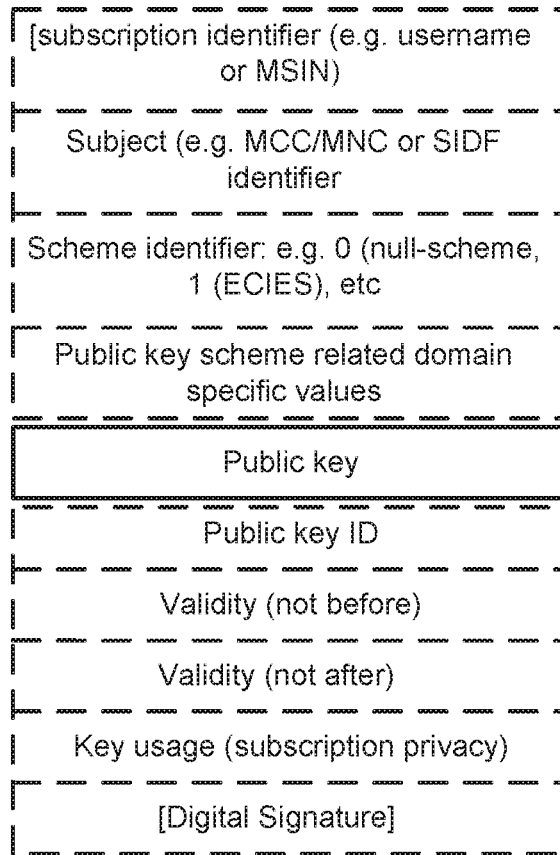 [subscription identifier (e.g. username
or MSIN)
Subject (e.g. MCC/MNC or SIDF
identifier
Scheme identifier: e.g. 0 (null-scheme,
1 (ECIES), etc
Public key scheme related domain
specific values
Public key
Public key ID
Validity (not before)
Validity (not after)
Key usage (subscription privacy)
[Digital Signature]